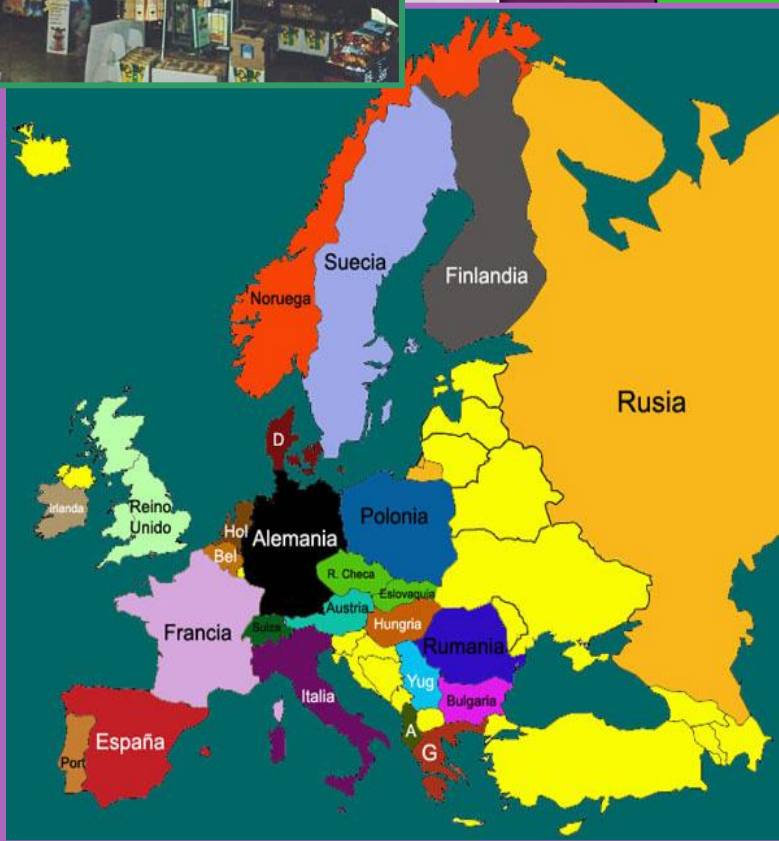 Suecia
Finlandia
Noruega
Rusia
D
Irlanda
Reino
Unido
Hol
Bel
Alemania
Polonia
R. Checa
Eslovaquia
Austria
Hungria
Suiza
Francia
Rumania
Italia
Yug
Bulgaria
España
Port
A
G